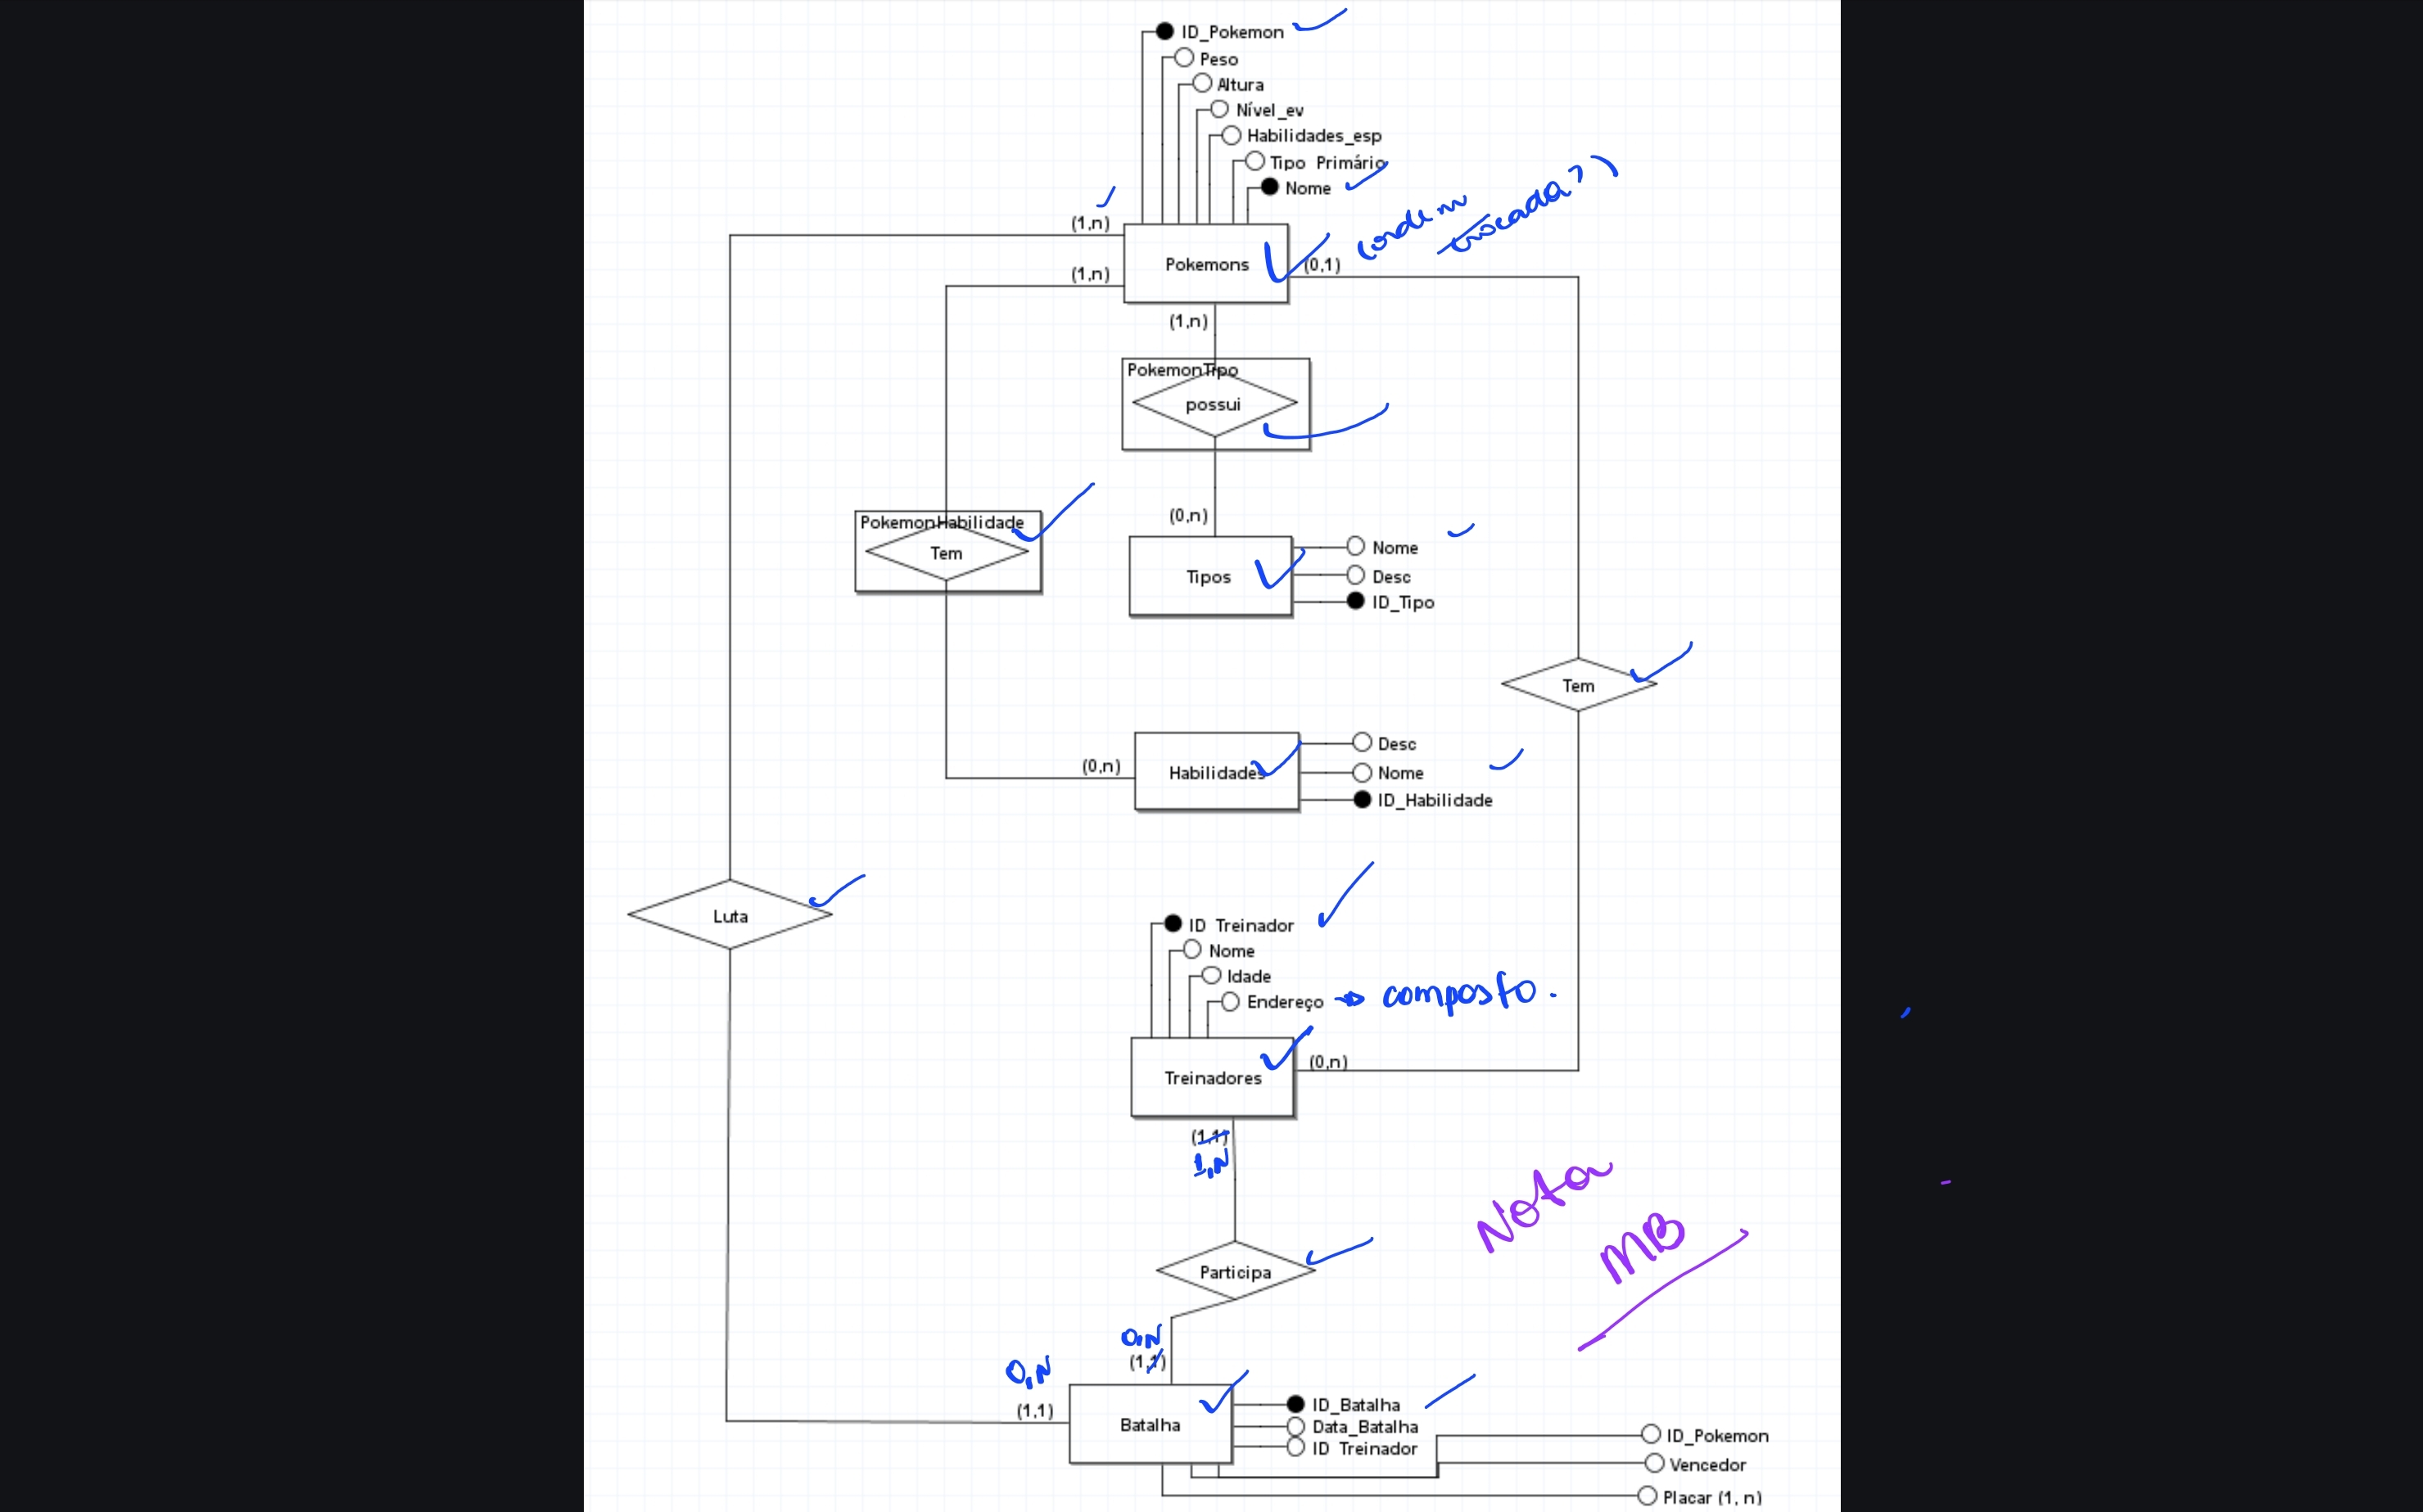 ID_Pokemon
Peso
Altura
Nível_ev
Habilidades_esp
Tipo Primário
Nome
(1,n)
(ordem trocada?)
Pokemons
(0,1)
(1,n)
(1,n)
PokemonTipo
possui
PokemonHabilidade
Tem
(0,n)
Tipos
Nome
Desc
ID_Tipo
Tem
(0,n)
Habilidades
Desc
Nome
ID_Habilidade
Luta
ID Treinador
Nome
Idade
Endereço → composto.
Treinadores
(0,n)
(1,1)
1,N
Nota
MB
Participa
0,N
(1,1)
0,N
(1,1)
Batalha
ID_Batalha
Data_Batalha
ID Treinador
ID_Pokemon
Vencedor
Placar (1, n)